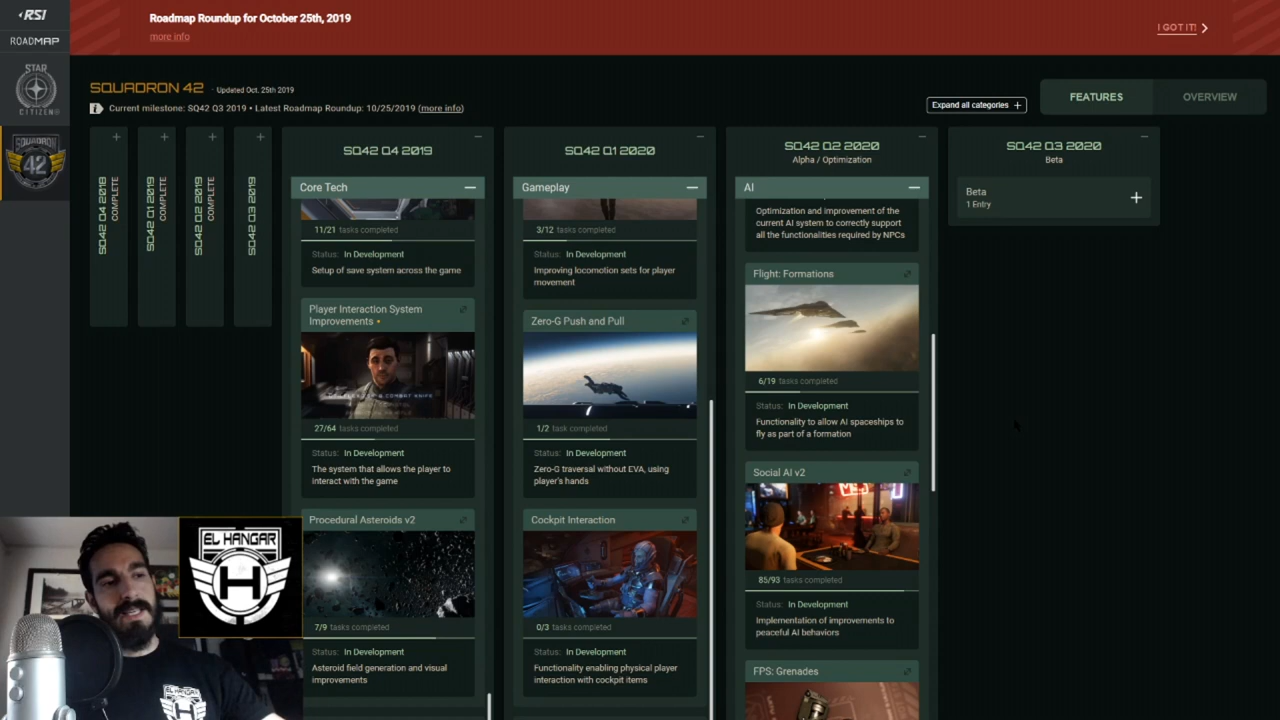 RSI
ROADMAP
STAR
CITIZEN®
SQUADRON
42
Roadmap Roundup for October 25th, 2019
more info
I GOT IT!
SQUADRON 42 - Updated Oct. 25th 2019
Current milestone: SQ42 Q3 2019 • Latest Roadmap Roundup: 10/25/2019 (more info)
Expand all categories +
FEATURES
OVERVIEW
SQ42 Q4 2018
COMPLETE
SQ42 Q1 2019
COMPLETE
SQ42 Q2 2019
COMPLETE
SQ42 Q3 2019
SQ42 Q4 2019
Core Tech
11/21 tasks completed
Status: In Development
Setup of save system across the game
Player Interaction System
Improvements
27/64 tasks completed
Status: In Development
The system that allows the player to
interact with the game
Procedural Asteroids v2
7/9 tasks completed
Status: In Development
Asteroid field generation and visual
improvements
SQ42 Q1 2020
Gameplay
3/12 tasks completed
Status: In Development
Improving locomotion sets for player
movement
Zero-G Push and Pull
1/2 task completed
Status: In Development
Zero-G traversal without EVA, using
player's hands
Cockpit Interaction
0/3 tasks completed
Status: In Development
Functionality enabling physical player
interaction with cockpit items
SQ42 Q2 2020
Alpha / Optimization
AI
Optimization and improvement of the
current AI system to correctly support
all the functionalities required by NPCs
Flight: Formations
6/19 tasks completed
Status: In Development
Functionality to allow AI spaceships to
fly as part of a formation
Social AI v2
85/93 tasks completed
Status: In Development
Implementation of improvements to
peaceful AI behaviors
FPS: Grenades
SQ42 Q3 2020
Beta
Beta
1 Entry
EL HANGAR
H
EL HANGAR